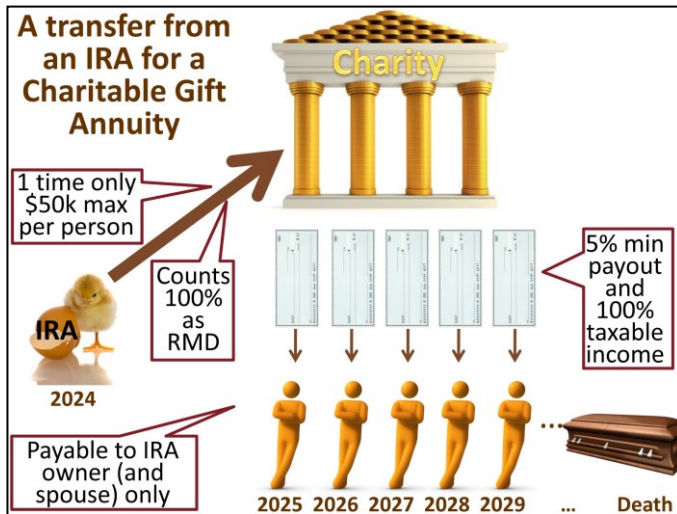 A transfer from
an IRA for a
Charitable Gift
Annuity
Charity
1 time only
$50k max
per person
Counts
100%
as
RMD
IRA
2024
5% min
payout
and
100%
taxable
income
Payable to IRA
owner (and
spouse) only
2025 2026 2027 2028 2029 ... Death